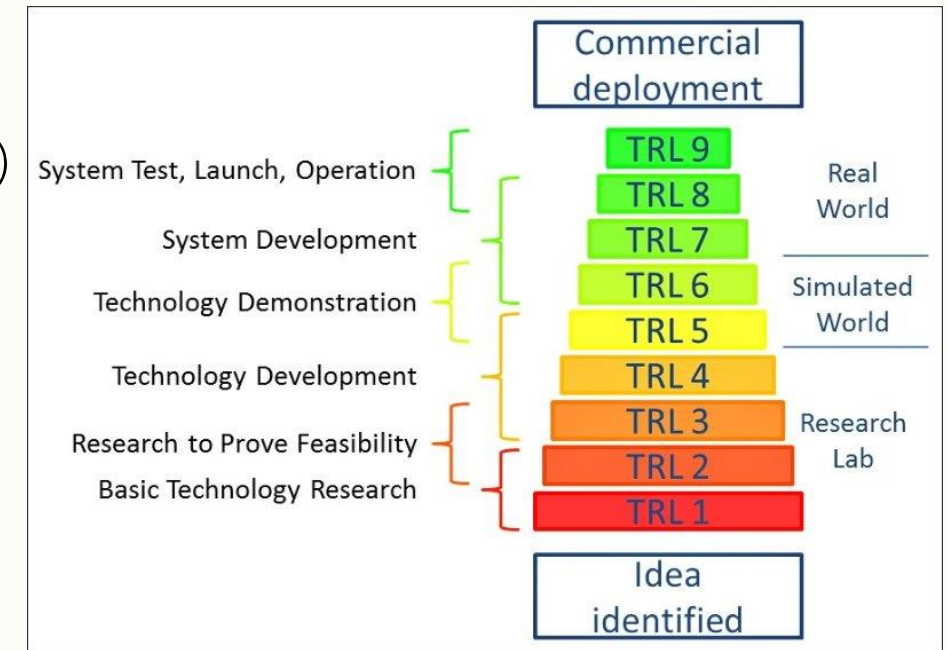 Commercial
deployment
TRL 9
System Test, Launch, Operation
Real
World
TRL 8
System Development
TRL 7
Technology Demonstration
TRL 6
Simulated
World
TRL 5
Technology Development
TRL 4
Research to Prove Feasibility
TRL 3
Research
Lab
Basic Technology Research
TRL 2
TRL 1
Idea
identified